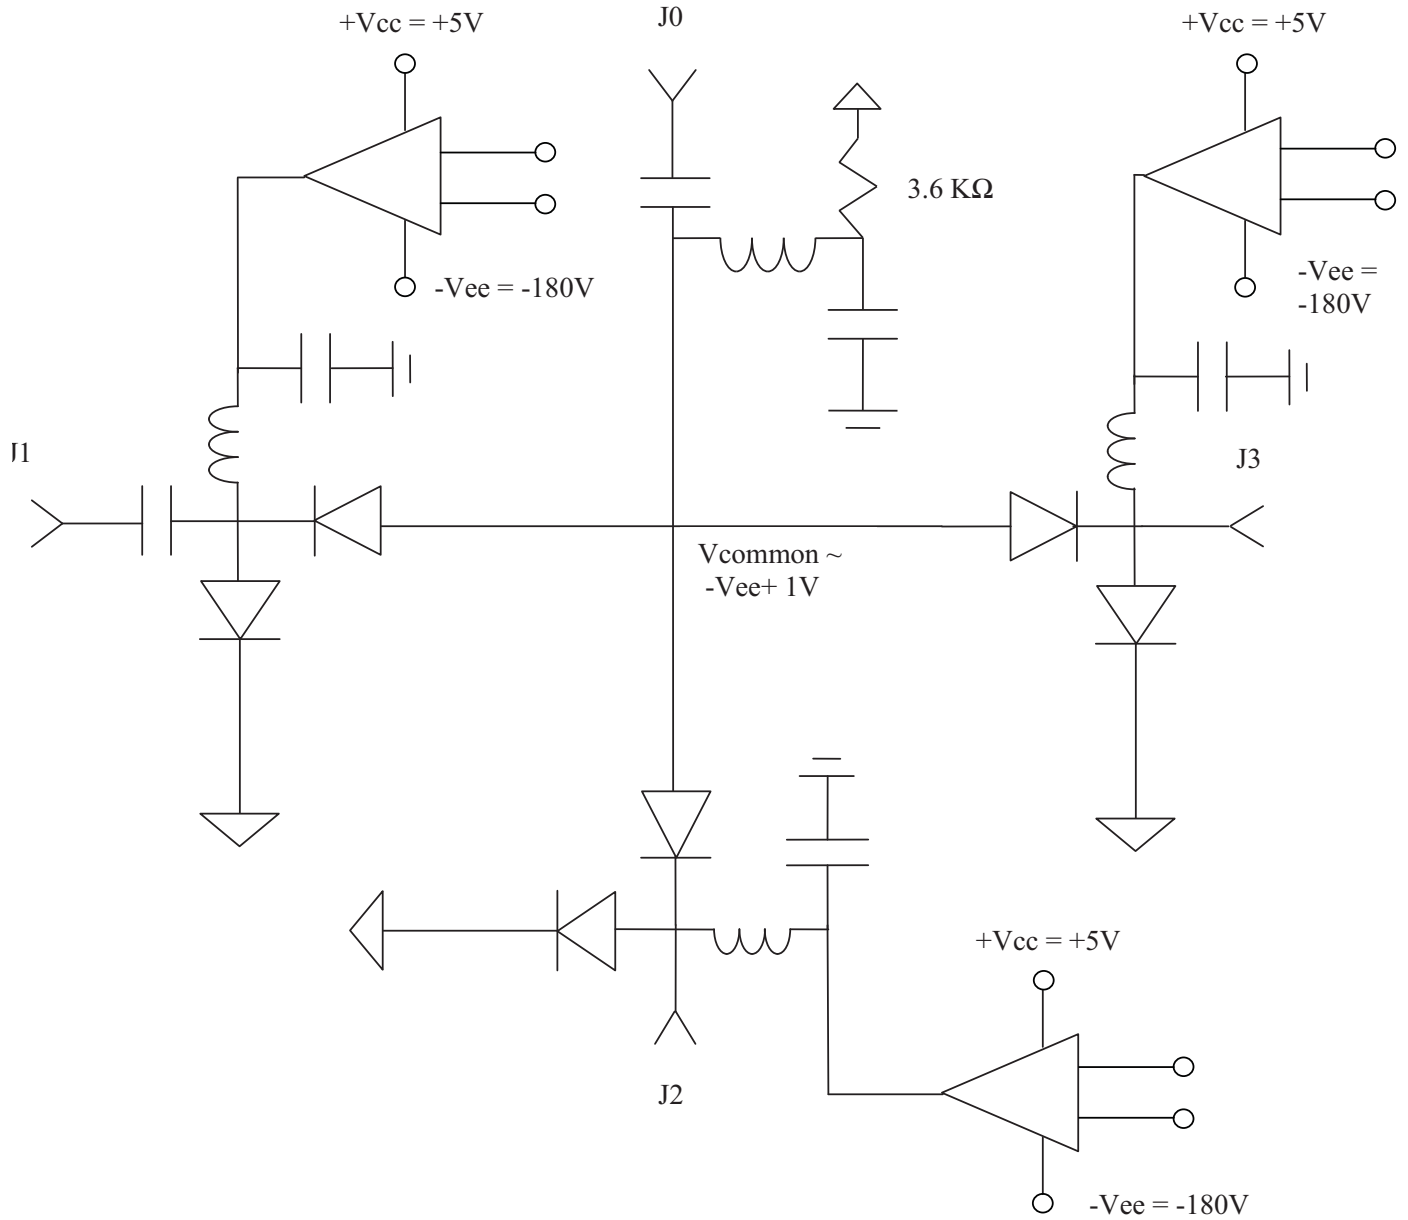 J0
+Vcc = +5V
+Vcc = +5V
3.6 KΩ
-Vee = -180V
-Vee =
-180V
J1
J3
Vcommon ~
-Vee+ 1V
+Vcc = +5V
J2
-Vee = -180V